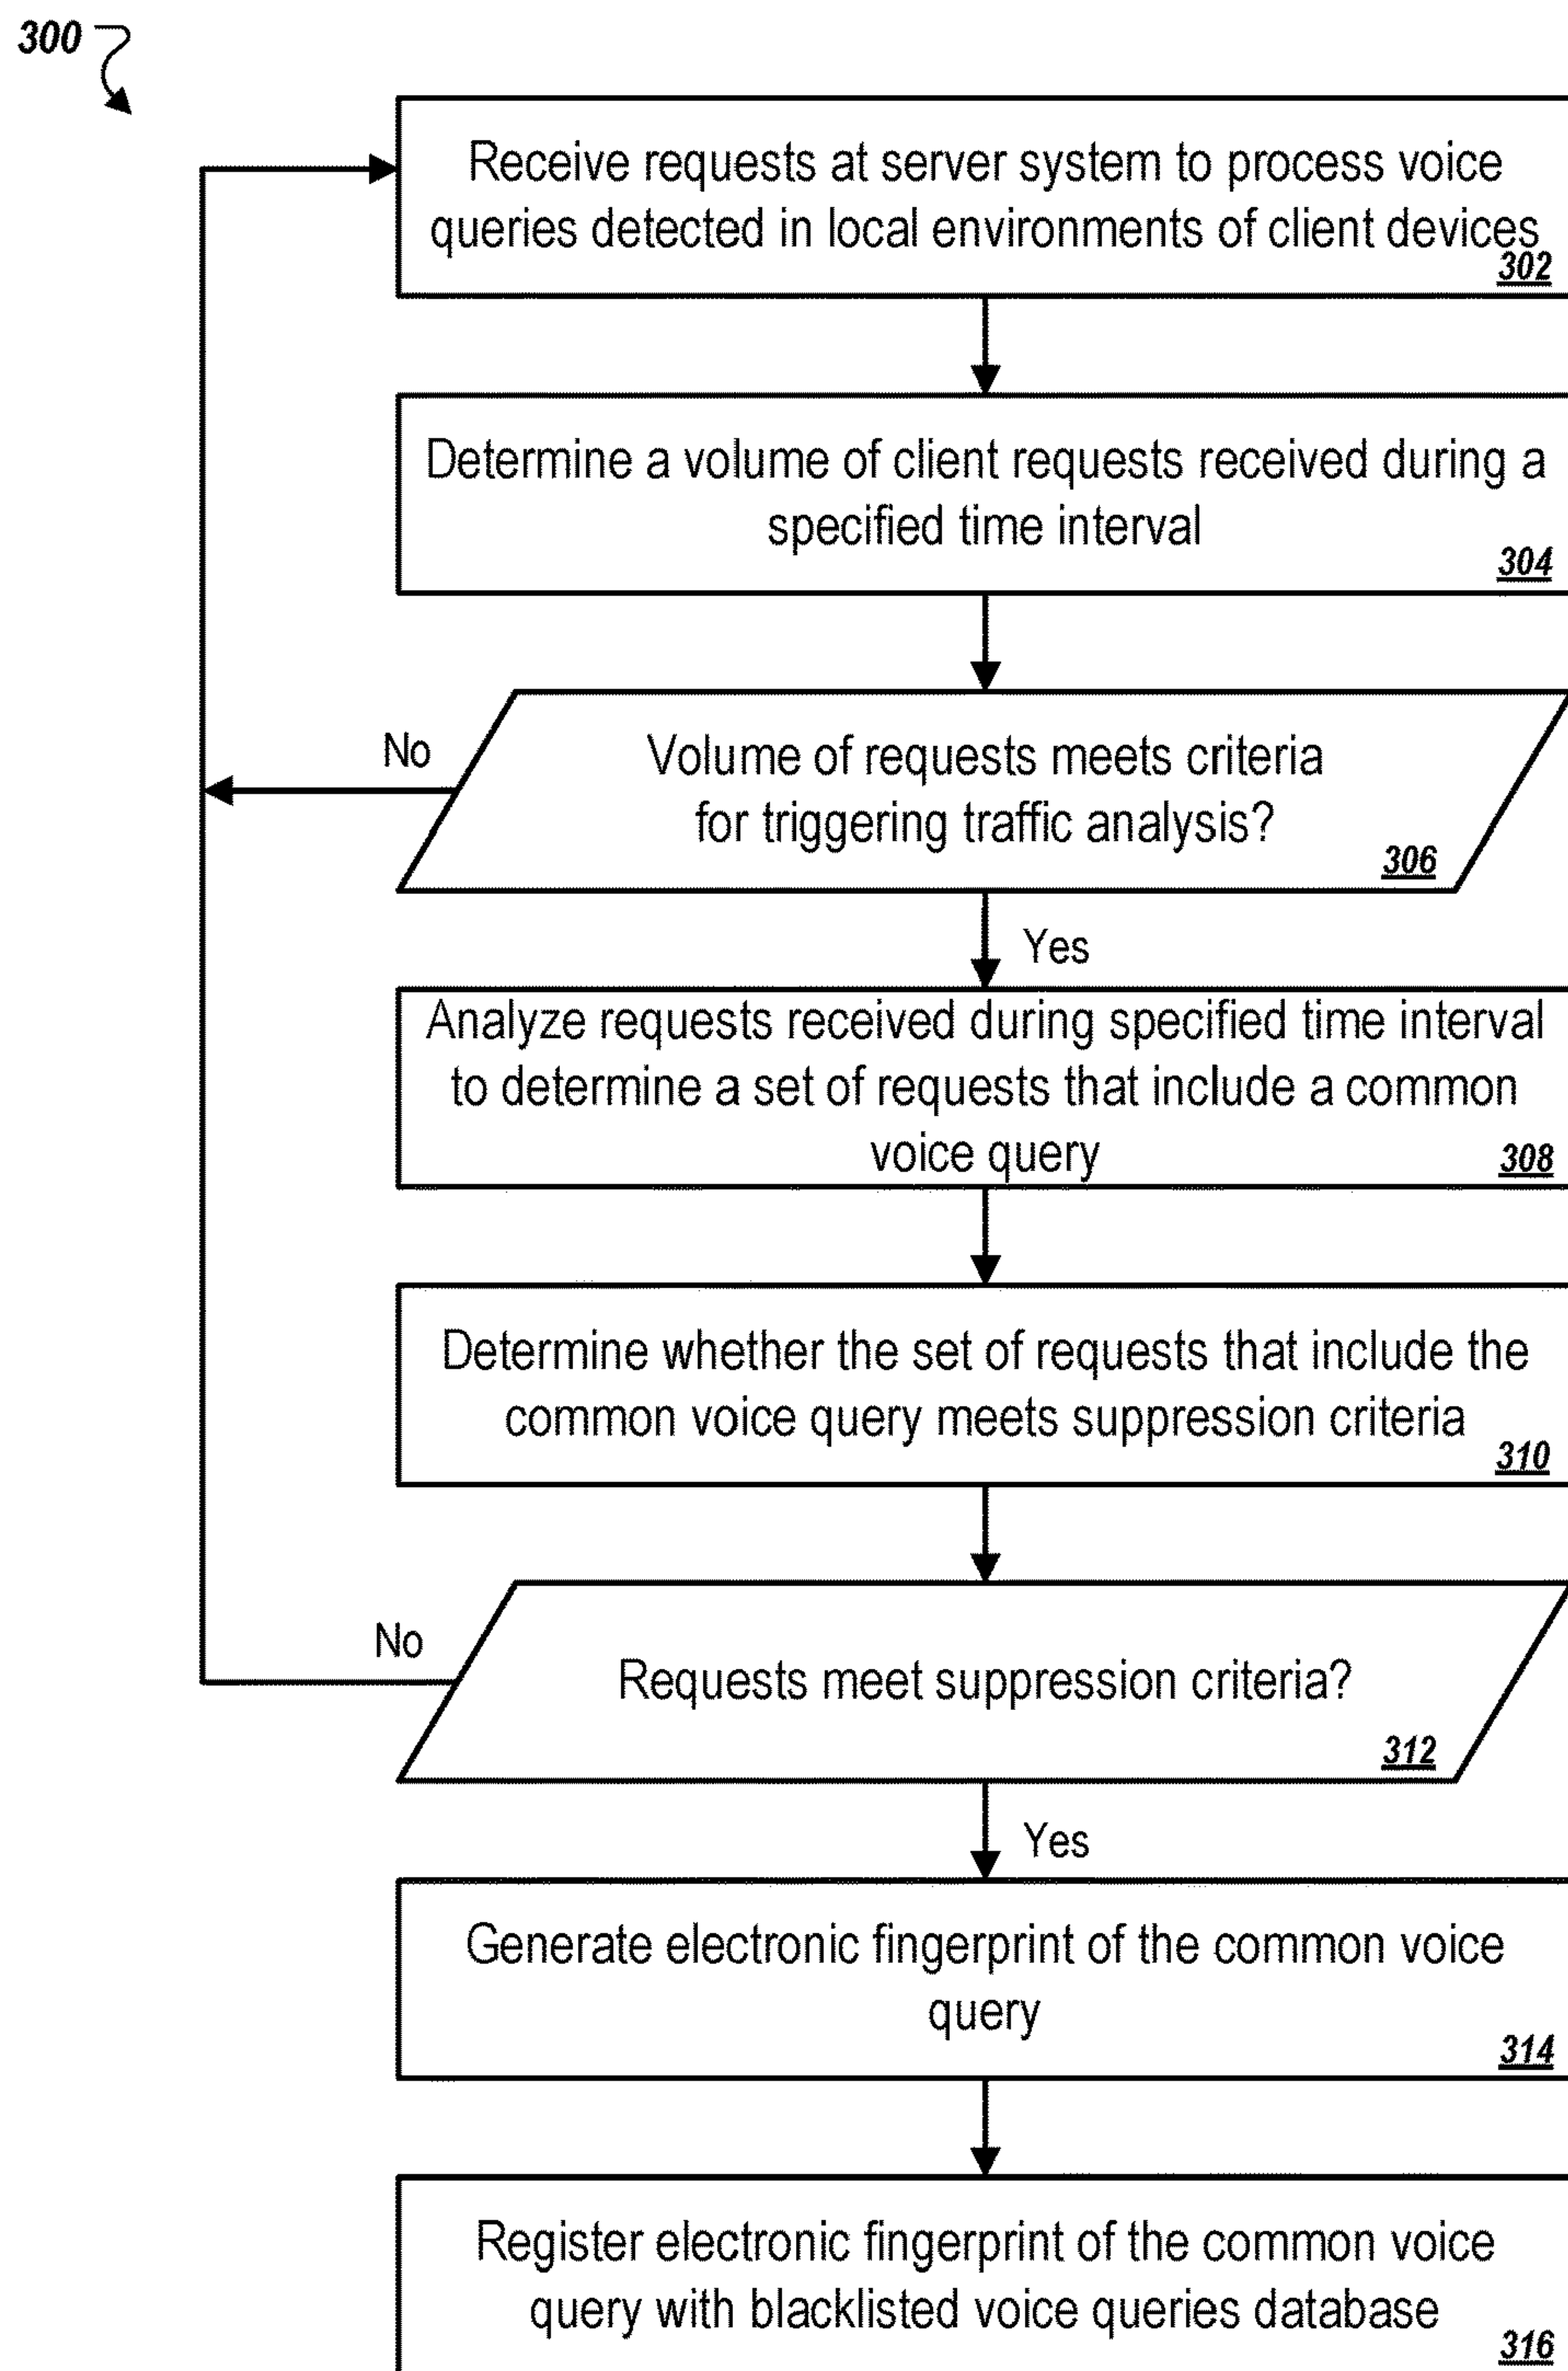 300
Receive requests at server system to process voice
queries detected in local environments of client devices
302
Determine a volume of client requests received during a
specified time interval
304
No
Volume of requests meets criteria
for triggering traffic analysis?
306
Yes
Analyze requests received during specified time interval
to determine a set of requests that include a common
voice query
308
Determine whether the set of requests that include the
common voice query meets suppression criteria
310
No
Requests meet suppression criteria?
312
Yes
Generate electronic fingerprint of the common voice
query
314
Register electronic fingerprint of the common voice
query with blacklisted voice queries database
316